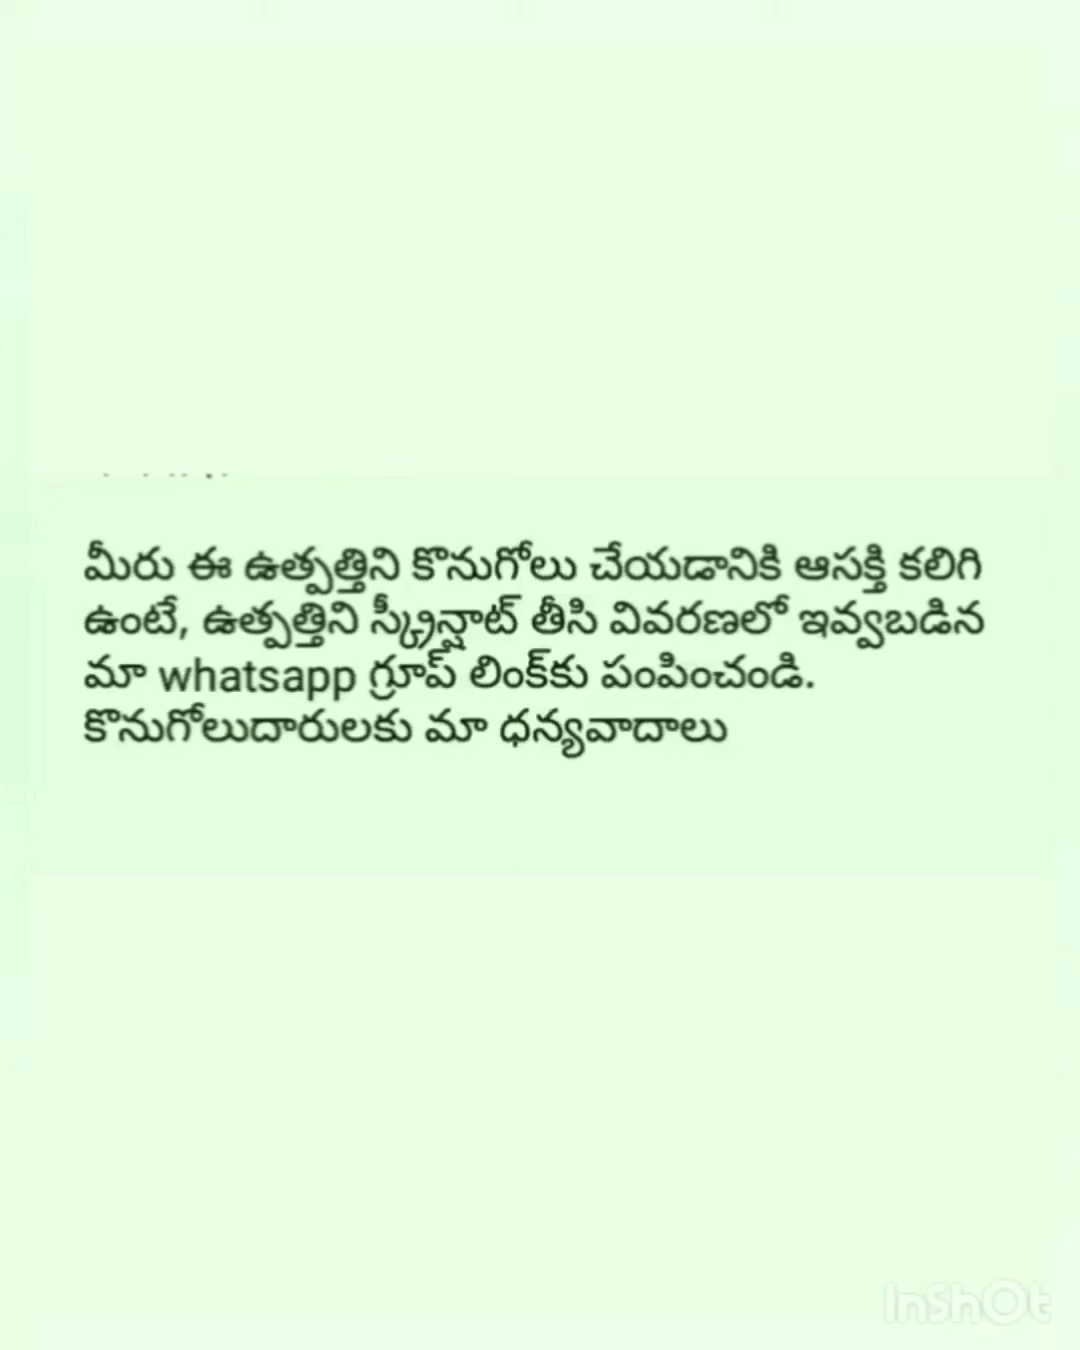 మీరు ఈ ఉత్పత్తిని కొనుగోలు చేయడానికి ఆసక్తి కలిగి
ఉంటే, ఉత్పత్తిని స్క్రీన్షాట్ తీసి వివరణలో ఇవ్వబడిన
మా whatsapp గ్రూప్ లింక్‌కు పంపించండి.
కొనుగోలుదారులకు మా ధన్యవాదాలు
InShOt